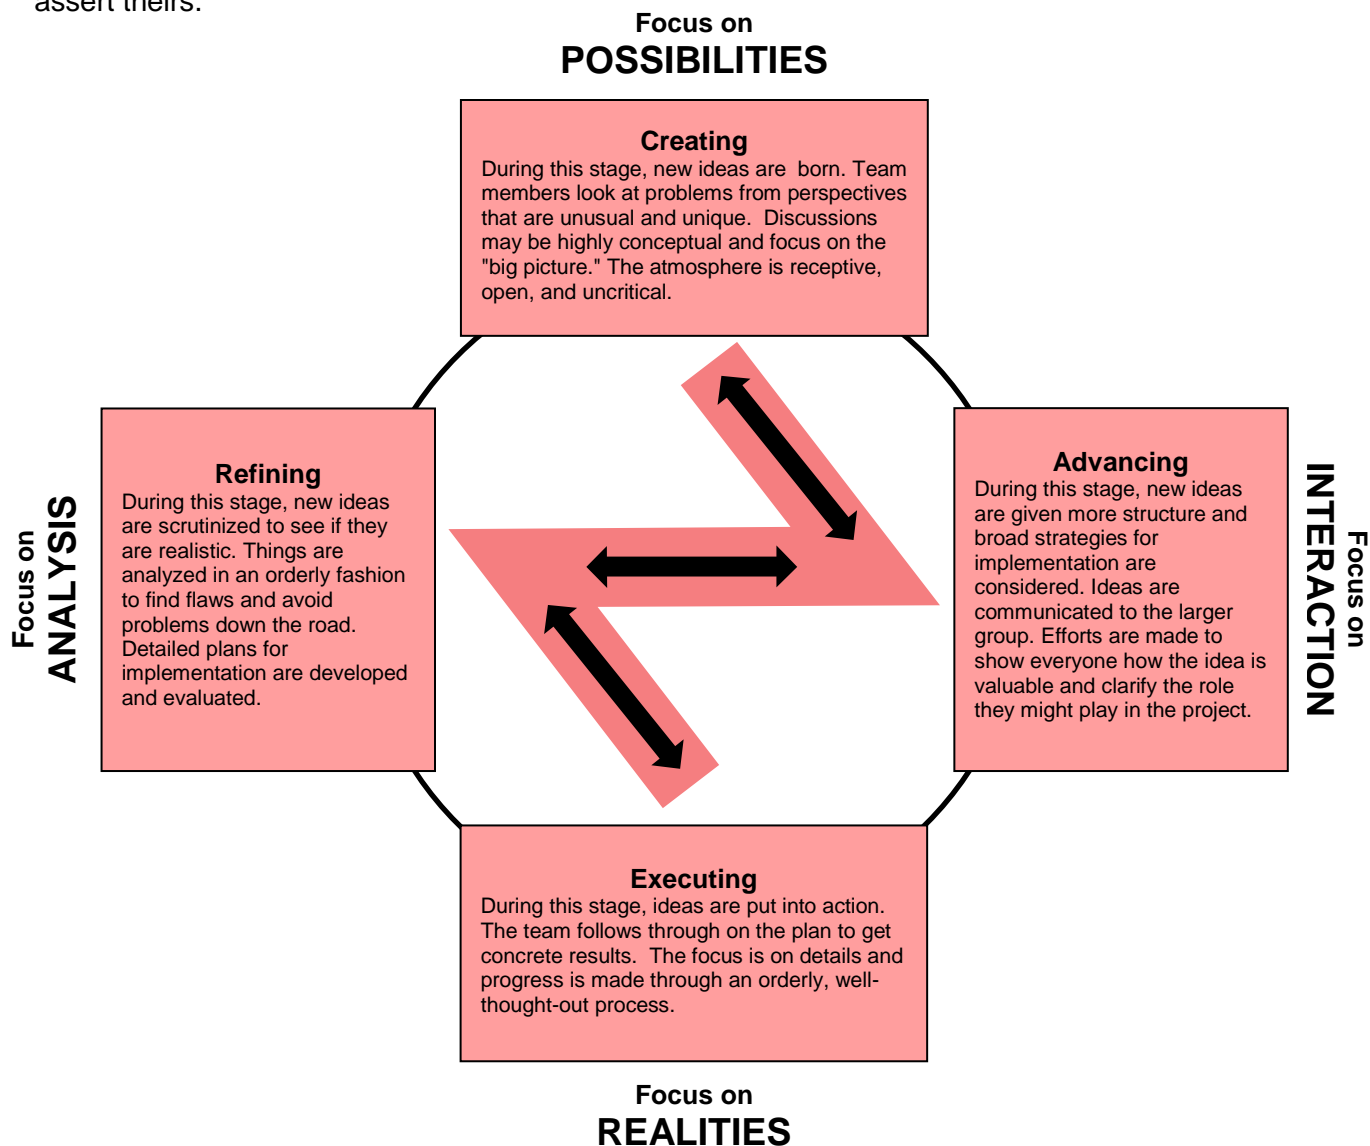 assert theirs.
Focus on
POSSIBILITIES
Creating
During this stage, new ideas are  born. Team
members look at problems from perspectives
that are unusual and unique.  Discussions
may be highly conceptual and focus on the
"big picture." The atmosphere is receptive,
open, and uncritical.
Focus on
ANALYSIS
Refining
During this stage, new ideas
are scrutinized to see if they
are realistic. Things are
analyzed in an orderly fashion
to find flaws and avoid
problems down the road.
Detailed plans for
implementation are developed
and evaluated.
Advancing
During this stage, new ideas
are given more structure and
broad strategies for
implementation are
considered. Ideas are
communicated to the larger
group. Efforts are made to
show everyone how the idea is
valuable and clarify the role
they might play in the project.
Focus on
INTERACTION
Executing
During this stage, ideas are put into action.
The team follows through on the plan to get
concrete results.  The focus is on details and
progress is made through an orderly, well-
thought-out process.
Focus on
REALITIES